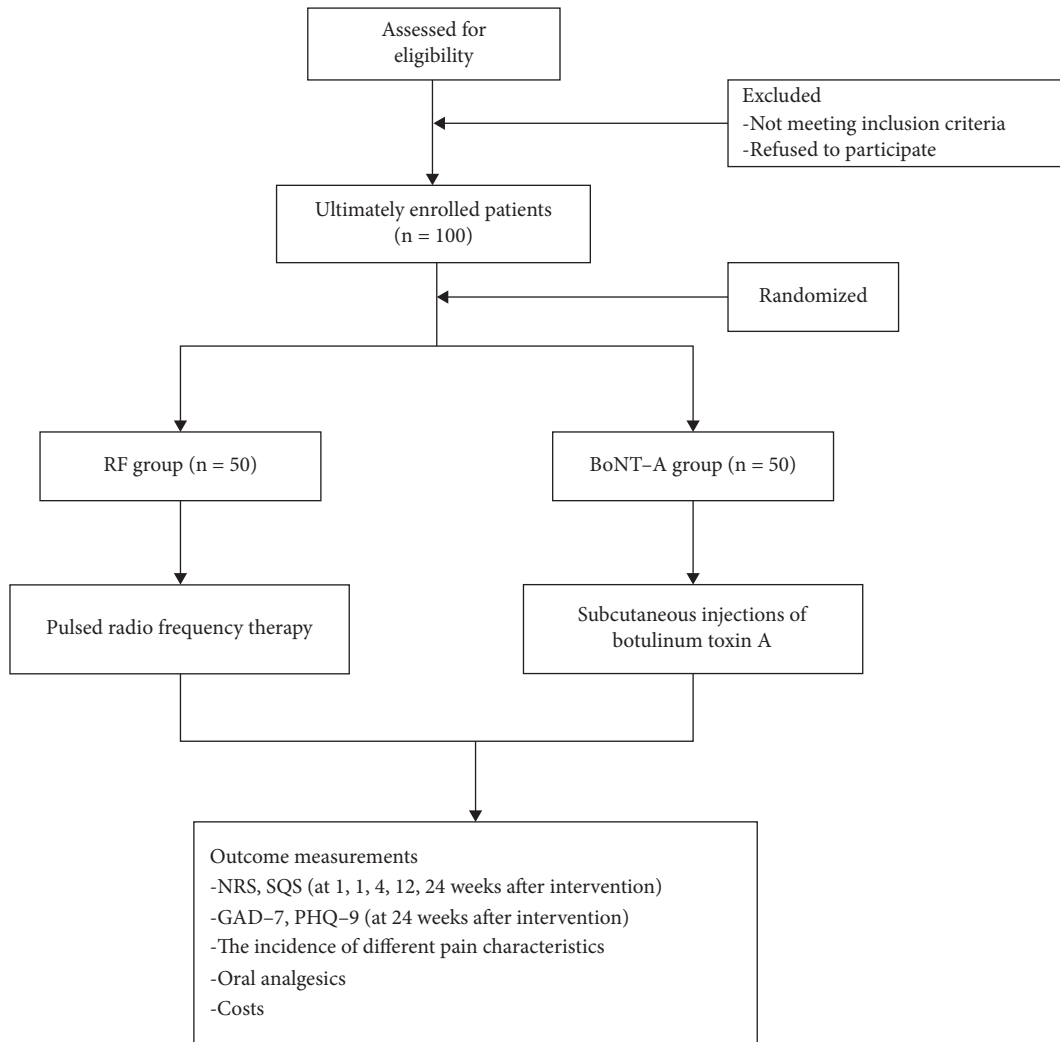 Assessed for
eligibility
Excluded
-Not meeting inclusion criteria
-Refused to participate
Ultimately enrolled patients
(n = 100)
Randomized
RF group (n = 50)
BoNT–A group (n = 50)
Pulsed radio frequency therapy
Subcutaneous injections of
botulinum toxin A
Outcome measurements
-NRS, SQS (at 1, 1, 4, 12, 24 weeks after intervention)
-GAD–7, PHQ–9 (at 24 weeks after intervention)
-The incidence of different pain characteristics
-Oral analgesics
-Costs